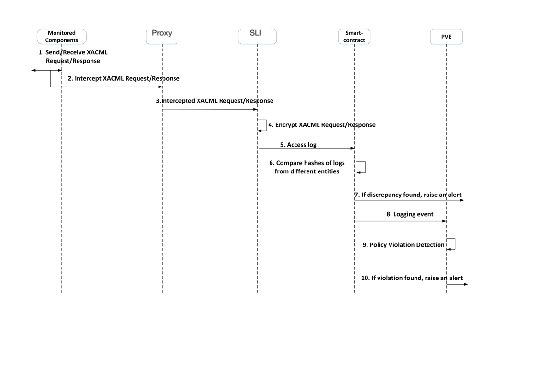 Monitored
Components
Proxy
SLI
Smart-
contract
PVE
1 Send/Receive XACML
Request/Response
2. Intercept XACML Request/Response
3.Intercepted XACML Request/Response
4. Encrypt XACML Request/Response
5. Access log
6. Compare hashes of logs
from different entities
7. If discrepancy found, raise an alert
8 Logging event
9. Policy Violation Detection
10. If violation found, raise an alert